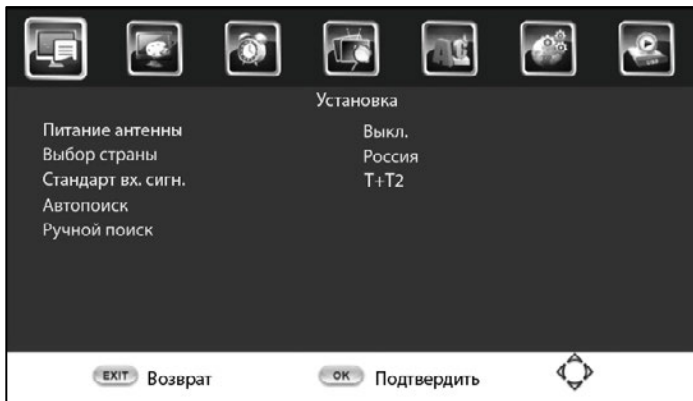 Установка
Питание антенны Выкл.
Выбор страны Россия
Стандарт вх. сигн. T+T2
Автопоиск
Ручной поиск
EXIT Возврат OK Подтвердить